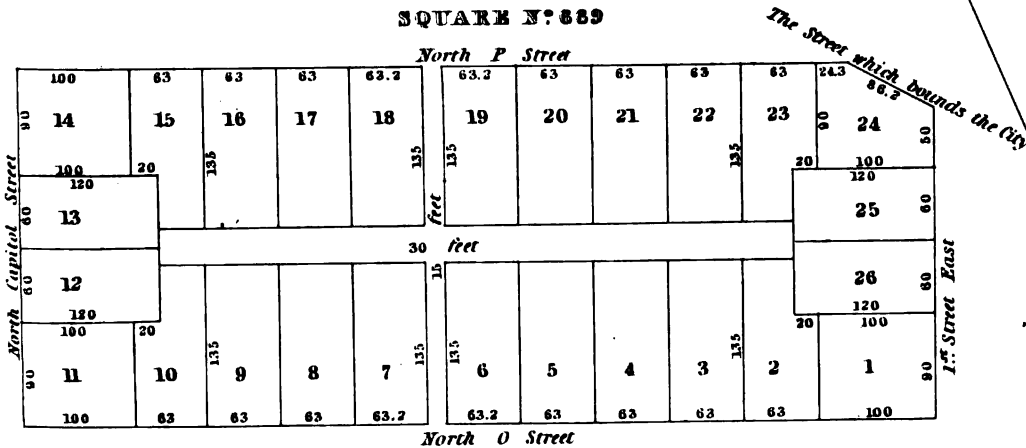 SQUARE Nº. 669
North P Street
The Street which bounds the City
100 63 63 63 63.2 63.2 63 63 63 63 24.3 86.2
90 14 15 16 17 18 19 20 21 22 23 90 24 50
135 135 135 135
100 20 20 100
120 120
60 13 feet 25 60
30 feet
North Capital Street
1st Street East
60 12 15 26 60
120 120
100 20 20 100
135 135 135 135
90 11 10 9 8 7 6 5 4 3 2 1 90
100 63 63 63 63.2 63.2 63 63 63 63 100
North O Street